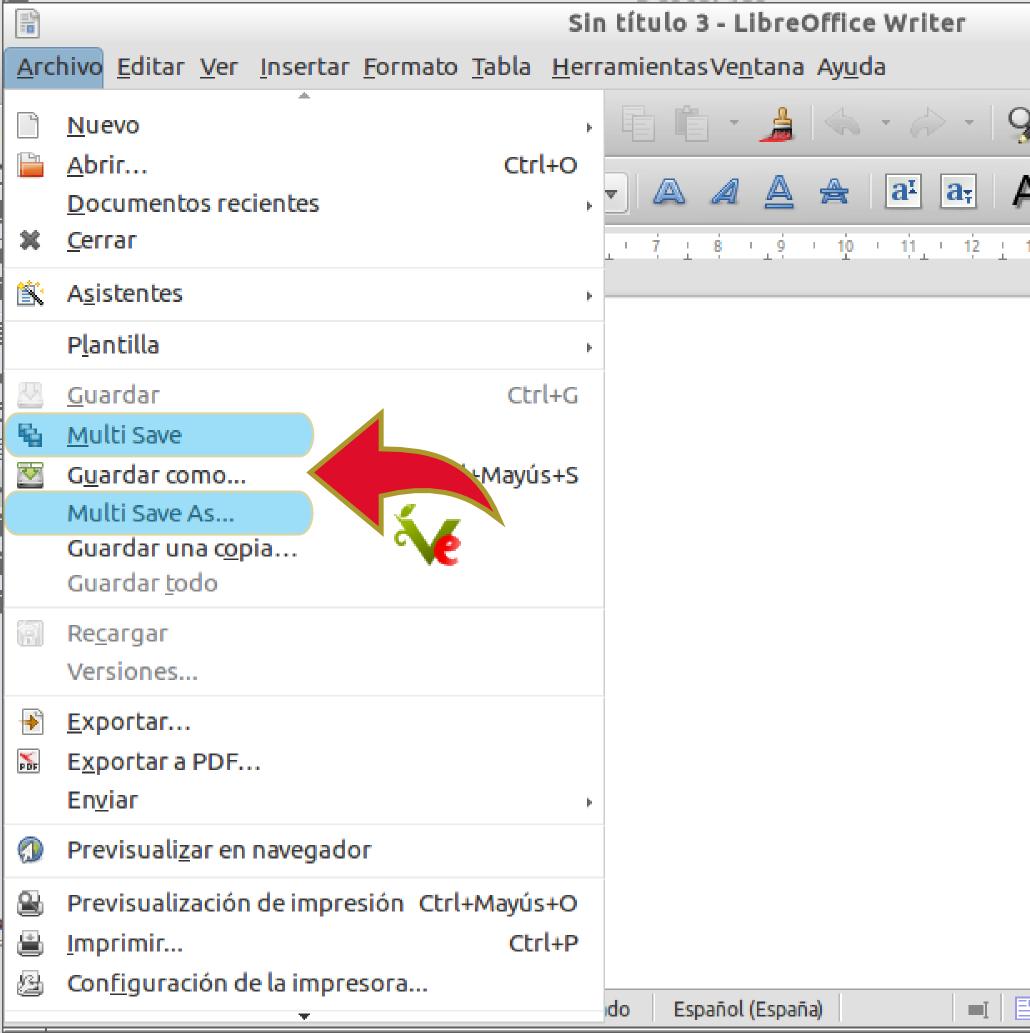 Sin título 3 - LibreOffice Writer
Archivo Editar Ver Insertar Formato Tabla Herramientas Ventana Ayuda
Nuevo
Abrir... Ctrl+O
Documentos recientes
Cerrar
Asistentes
Plantilla
Guardar Ctrl+G
Multi Save
Guardar como... +Mayús+S
Multi Save As...
Guardar una copia...
Guardar todo
Recargar
Versiones...
Exportar...
Exportar a PDF...
Enviar
Previsualizar en navegador
Previsualización de impresión Ctrl+Mayús+O
Imprimir... Ctrl+P
Configuración de la impresora...
7 8 9 10 11 12
Ve
Español (España)